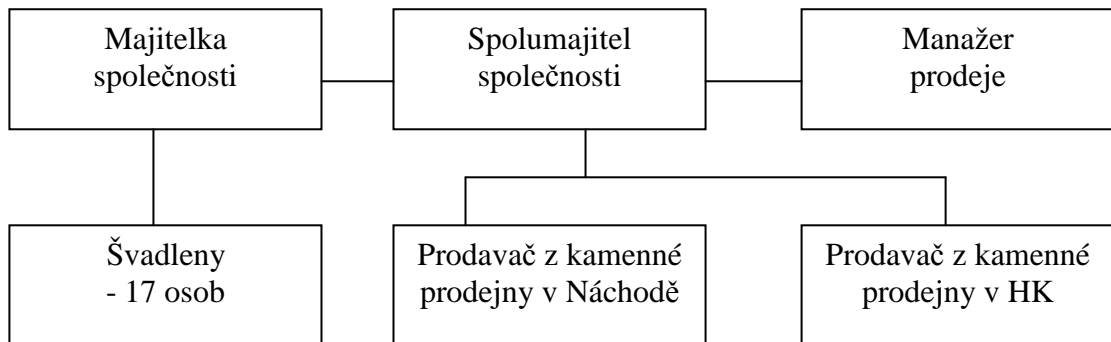 Majitelka
společnosti
Spolumajitel
společnosti
Manažer
prodeje
Švadleny
- 17 osob
Prodavač z kamenné
prodejny v Náchodě
Prodavač z kamenné
prodejny v HK